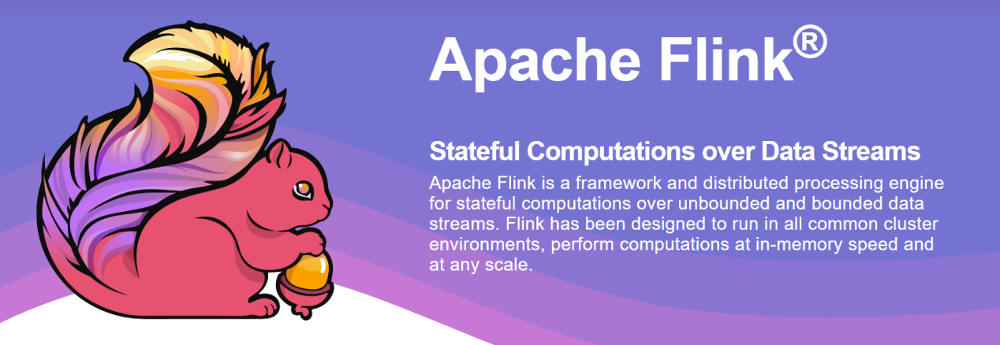 Apache Flink®
Stateful Computations over Data Streams
Apache Flink is a framework and distributed processing engine
for stateful computations over unbounded and bounded data
streams. Flink has been designed to run in all common cluster
environments, perform computations at in-memory speed and
at any scale.